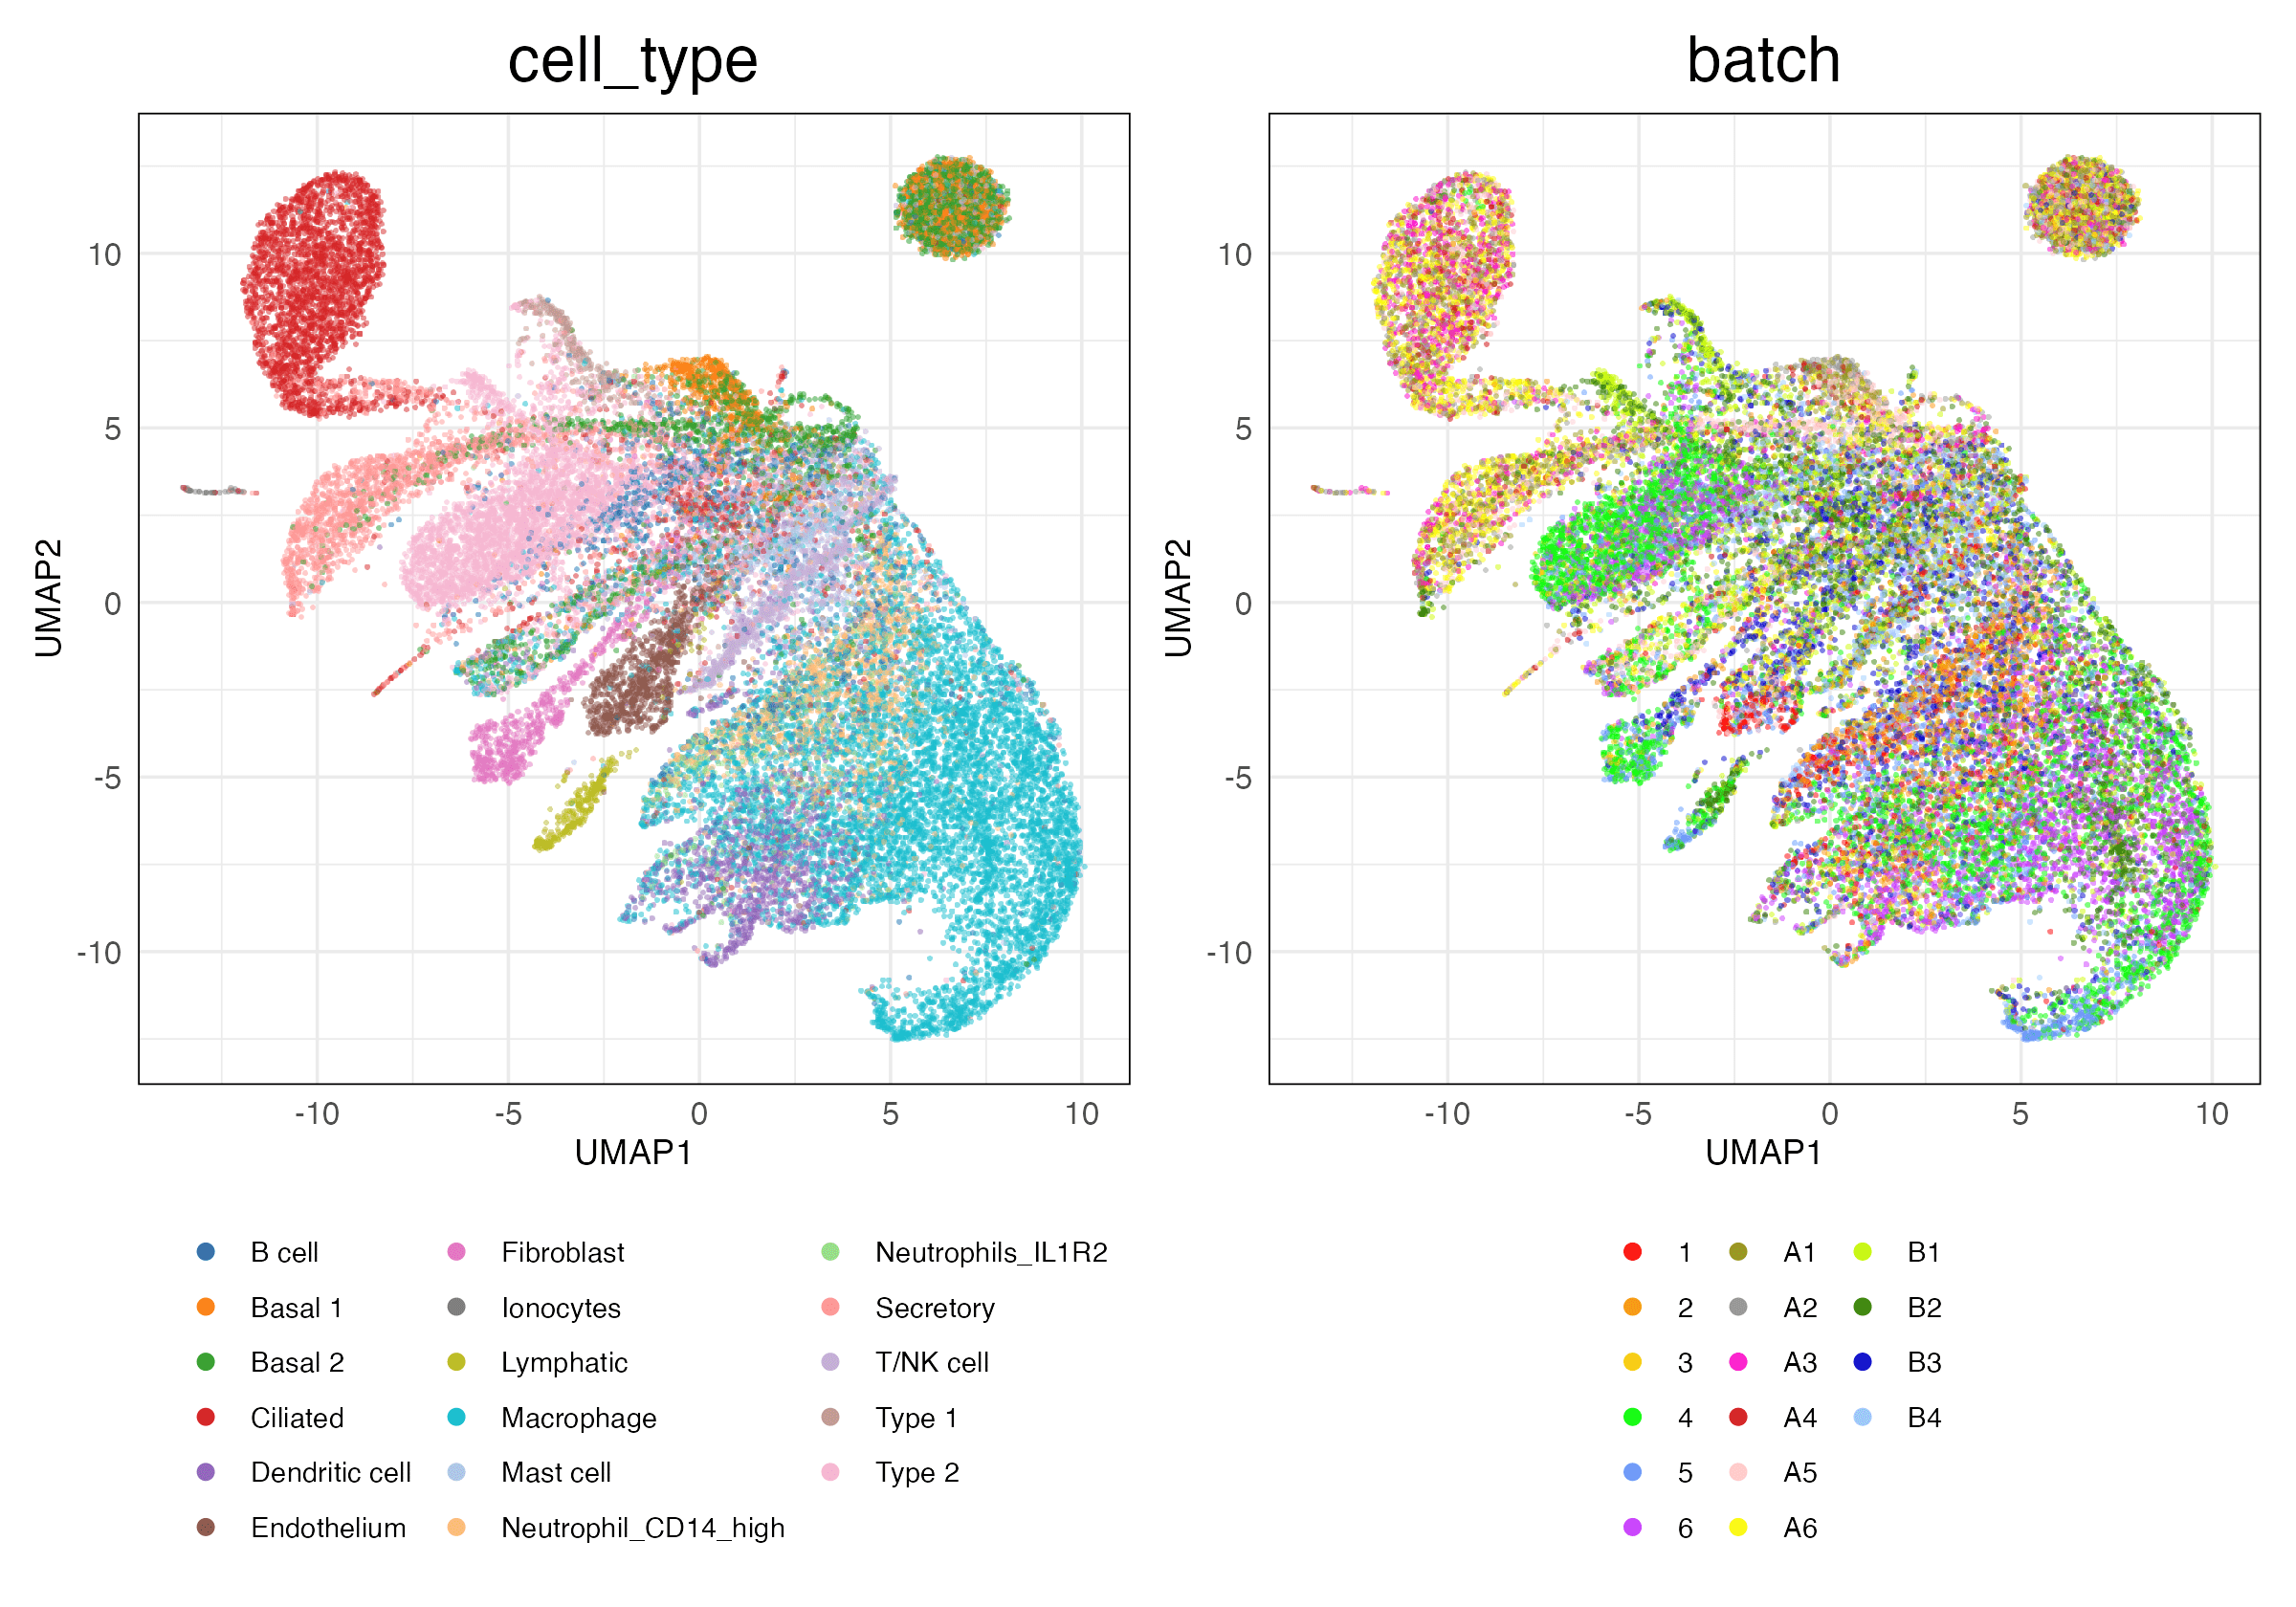 cell_type
batch
10
5
0
-5
-10
UMAP2
-10
-5
0
5
10
UMAP1
10
5
0
-5
-10
UMAP2
-10
-5
0
5
10
UMAP1
B cell
Basal 1
Basal 2
Ciliated
Dendritic cell
Endothelium
Fibroblast
Ionocytes
Lymphatic
Macrophage
Mast cell
Neutrophil_CD14_high
Neutrophils_IL1R2
Secretory
T/NK cell
Type 1
Type 2
1
2
3
4
5
6
A1
A2
A3
A4
A5
A6
B1
B2
B3
B4